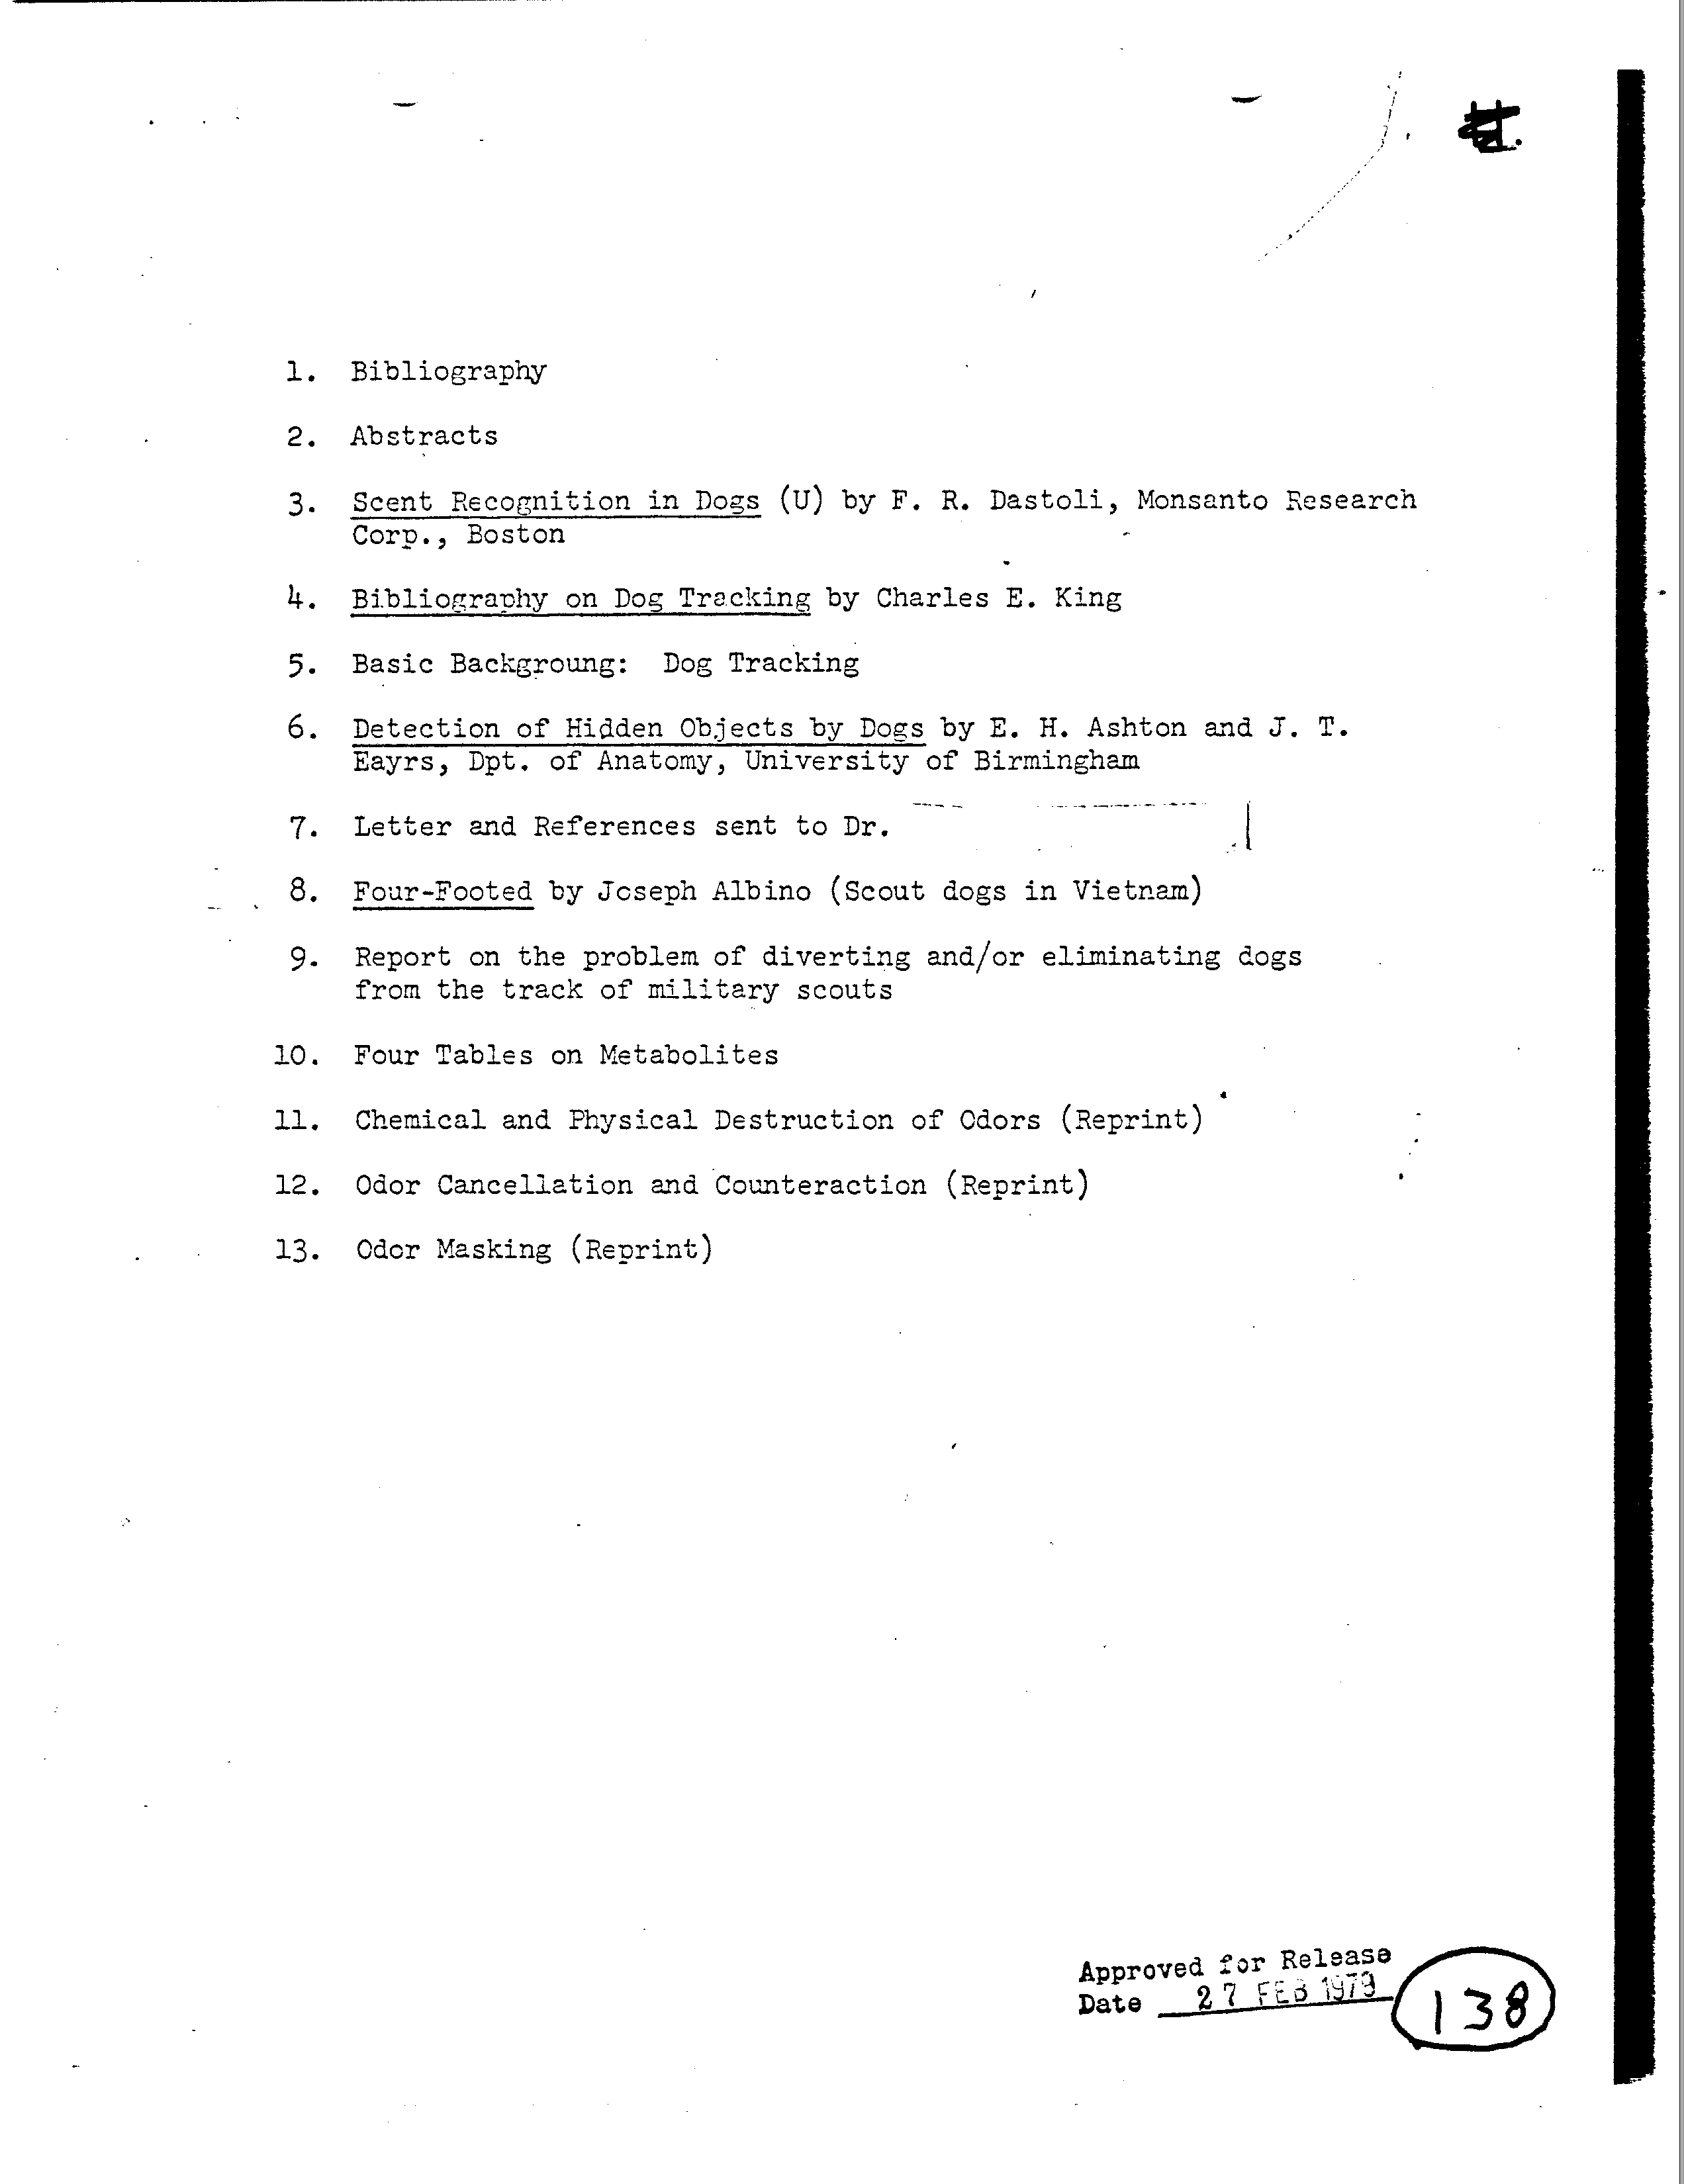 1. Bibliography
2. Abstracts
3. Scent Recognition in Dogs (U) by F. R. Dastoli, Monsanto Research
Corp., Boston
4. Bibliography on Dog Tracking by Charles E. King
5. Basic Backgroung: Dog Tracking
6. Detection of Hidden Objects by Dogs by E. H. Ashton and J. T.
Eayrs, Dpt. of Anatomy, University of Birmingham
7. Letter and References sent to Dr.
8. Four-Footed by Joseph Albino (Scout dogs in Vietnam)
9. Report on the problem of diverting and/or eliminating dogs
from the track of military scouts
10. Four Tables on Metabolites
11. Chemical and Physical Destruction of Odors (Reprint)
12. Odor Cancellation and Counteraction (Reprint)
13. Odor Masking (Reprint)
Approved for Release
Date 27 FEB 1979
138